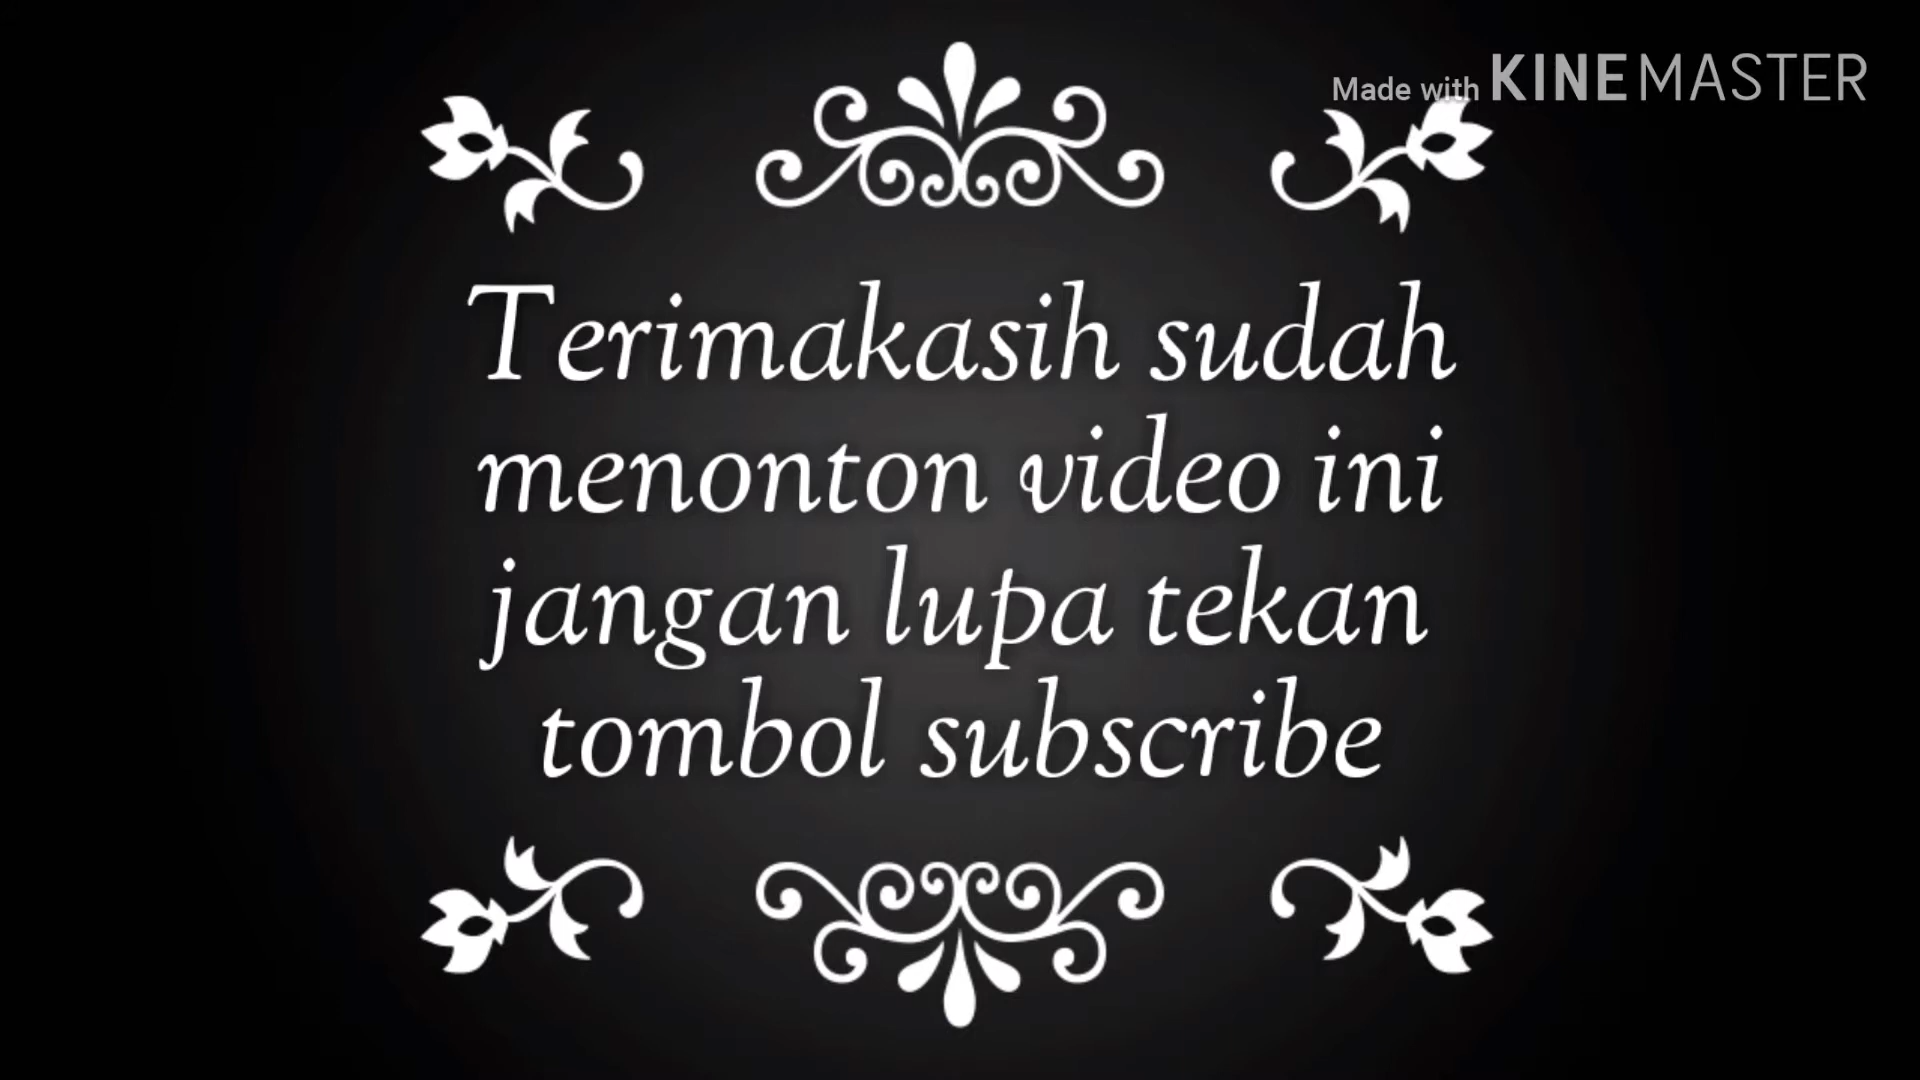 Made with KINEMASTER
Terimakasih sudah
menonton video ini
jangan lupa tekan
tombol subscribe